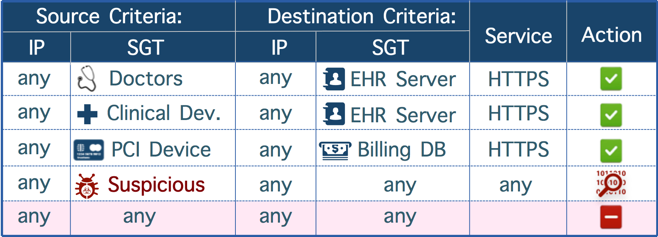 Source Criteria: Destination Criteria: Service Action
IP SGT IP SGT
any Doctors any EHR Server HTTPS
any Clinical Dev. any EHR Server HTTPS
any PCI Device any Billing DB HTTPS
any Suspicious any any any
any any any any